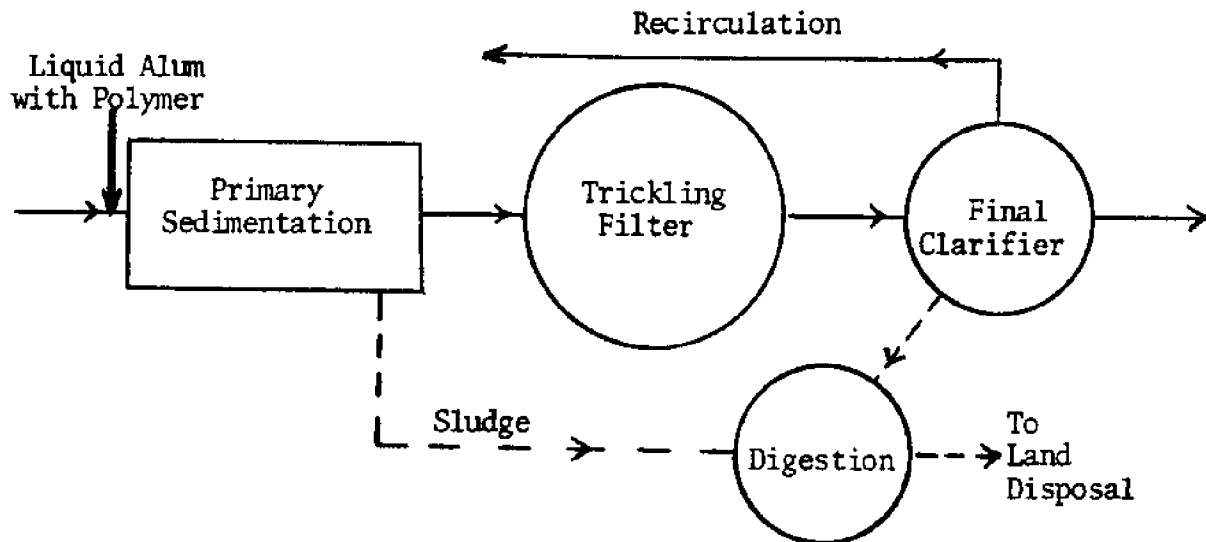 Recirculation
Liquid Alum
with Polymer
Primary
Sedimentation
Trickling
Filter
Final
Clarifier
Sludge
Digestion
To
Land
Disposal